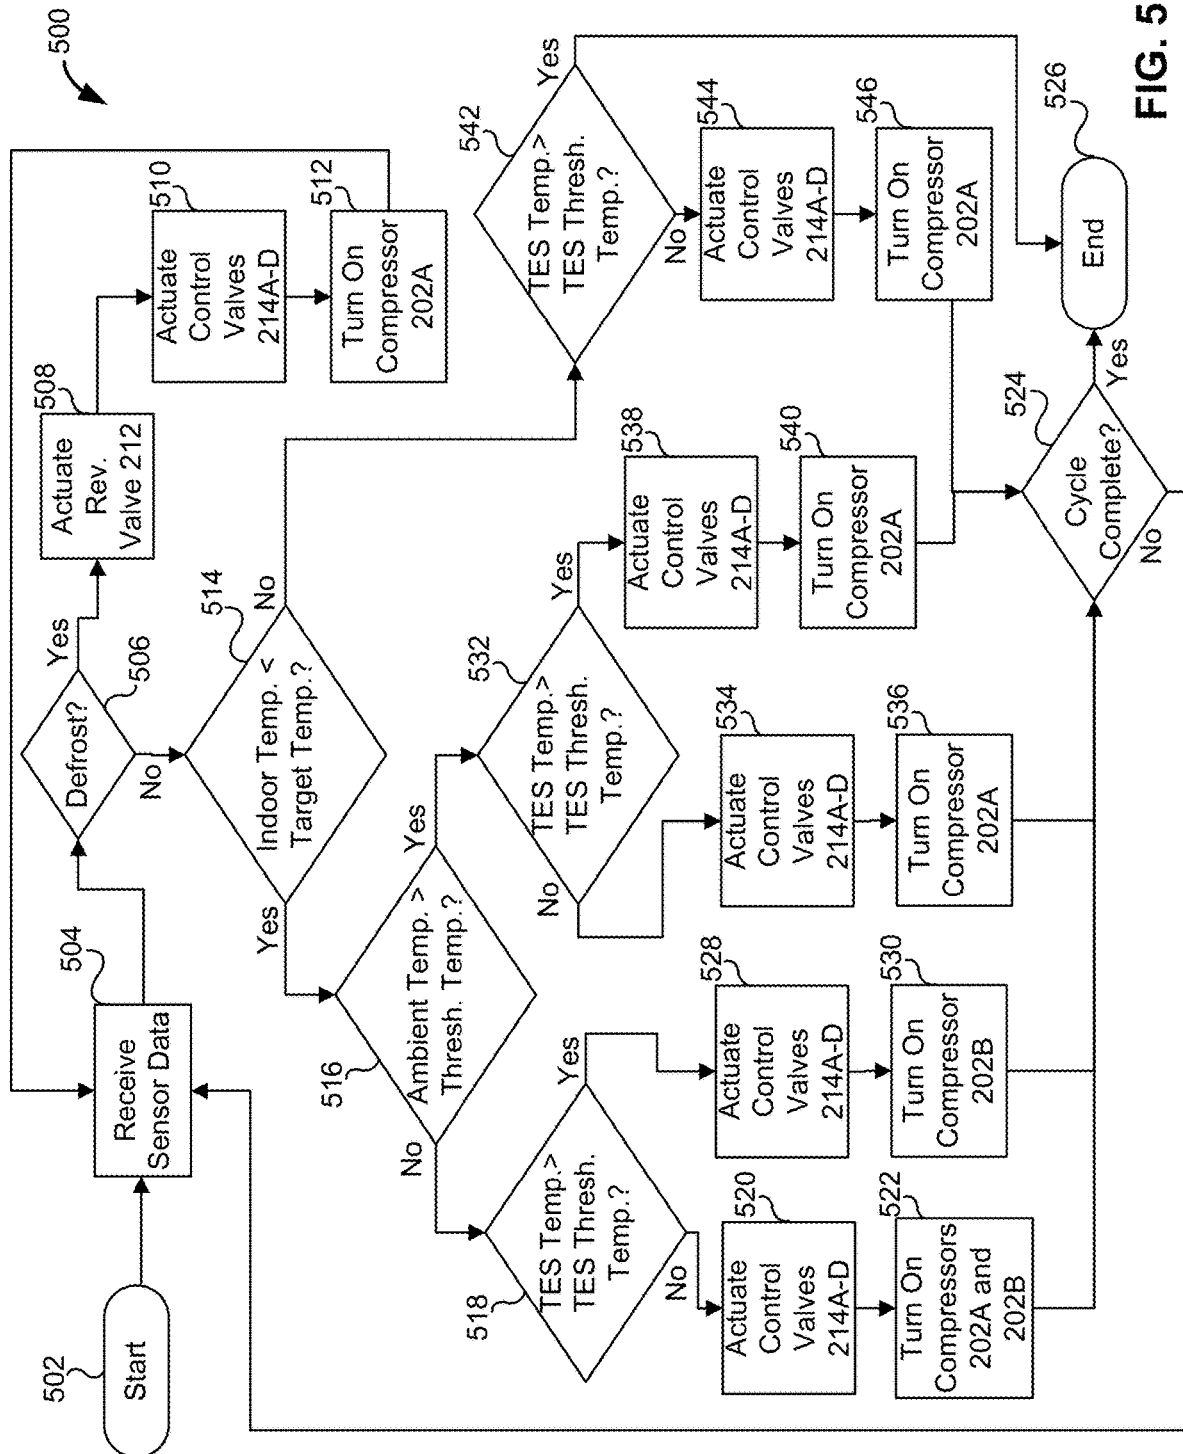 500
502
Start
504
Receive
Sensor Data
506
Defrost?
Yes
No
508
Actuate
Rev.
Valve 212
510
Actuate
Control
Valves
214A-D
512
Turn On
Compressor
202A
514
Indoor Temp. <
Target Temp.?
Yes
No
516
Ambient Temp. >
Thresh. Temp.?
No
Yes
518
TES Temp.>
TES Thresh.
Temp.?
No
Yes
520
Actuate
Control
Valves
214A-D
522
Turn On
Compressors
202A and
202B
528
Actuate
Control
Valves
214A-D
530
Turn On
Compressor
202B
532
TES Temp.>
TES Thresh.
Temp.?
No
Yes
534
Actuate
Control
Valves
214A-D
536
Turn On
Compressor
202A
538
Actuate
Control
Valves
214A-D
540
Turn On
Compressor
202A
542
TES Temp.>
TES Thresh.
Temp.?
No
Yes
544
Actuate
Control
Valves
214A-D
546
Turn On
Compressor
202A
524
Cycle
Complete?
No
Yes
526
End
FIG. 5